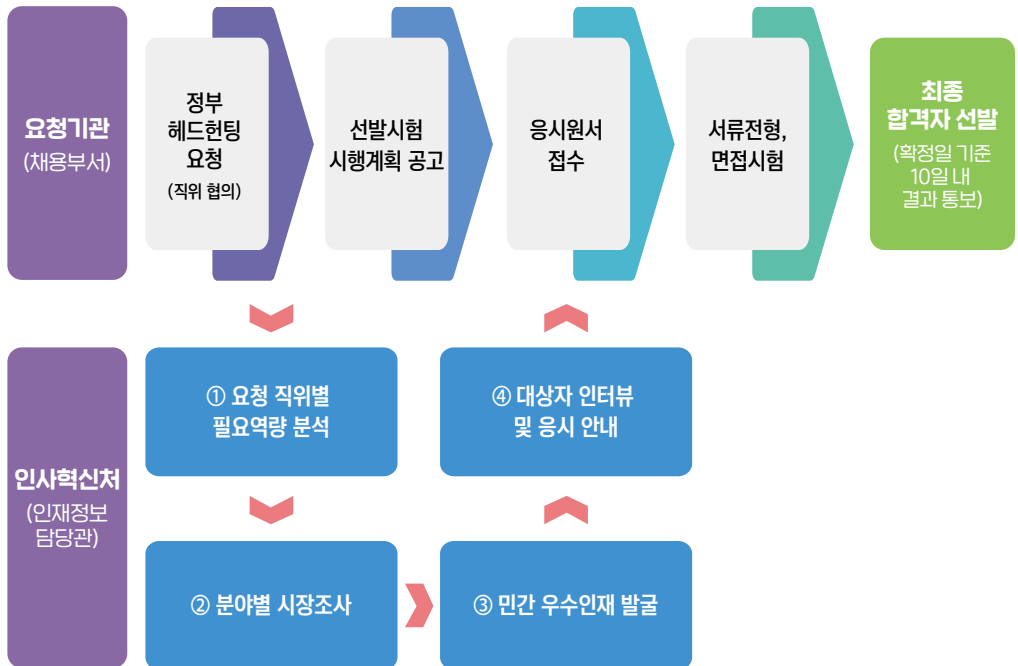 요청기관
(채용부서)
정부
헤드헌팅
요청
(직위 협의)
선발시험
시행계획 공고
응시원서
접수
서류전형,
면접시험
최종
합격자 선발
(확정일 기준
10일 내
결과 통보)
인사혁신처
(인재정보
담당관)
① 요청 직위별
필요역량 분석
② 분야별 시장조사
③ 민간 우수인재 발굴
④ 대상자 인터뷰
및 응시 안내